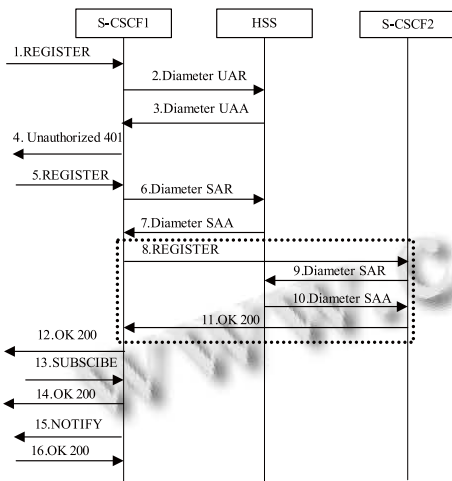 S-CSCF1 HSS S-CSCF2
1.REGISTER
2.Diameter UAR
3.Diameter UAA
4. Unauthorized 401
5.REGISTER
6.Diameter SAR
7.Diameter SAA
8.REGISTER
9.Diameter SAR
10.Diameter SAA
11.OK 200
12.OK 200
13.SUBSCIBE
14.OK 200
15.NOTIFY
16.OK 200